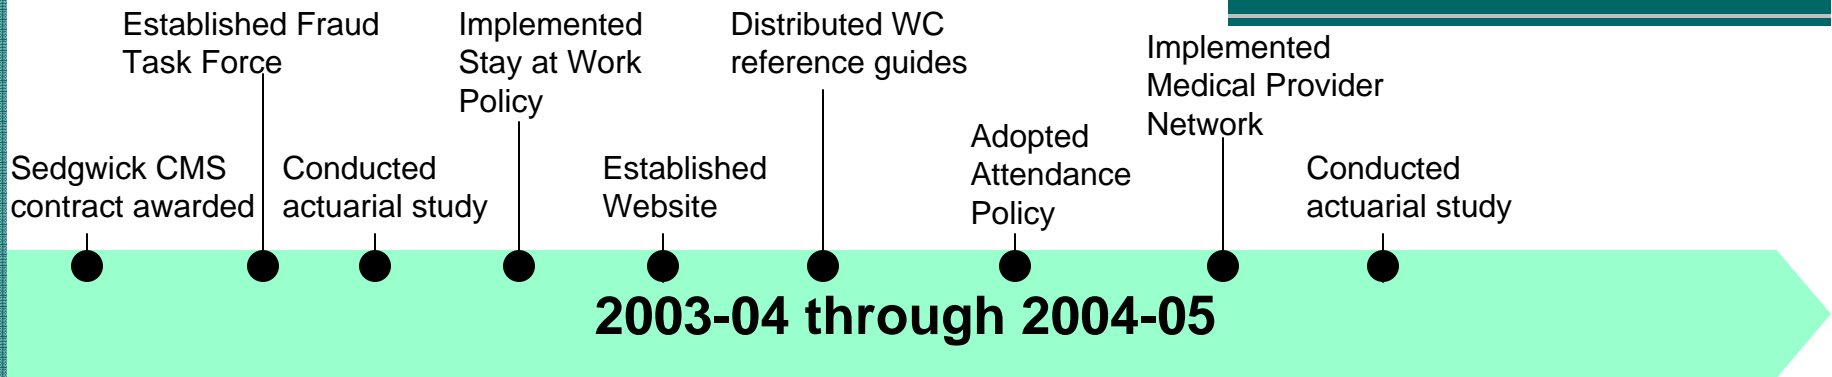 Sedgwick CMS
contract awarded
Established Fraud
Task Force
Conducted
actuarial study
Implemented
Stay at Work
Policy
Established
Website
Distributed WC
reference guides
Adopted
Attendance
Policy
Implemented
Medical Provider
Network
Conducted
actuarial study
2003-04 through 2004-05